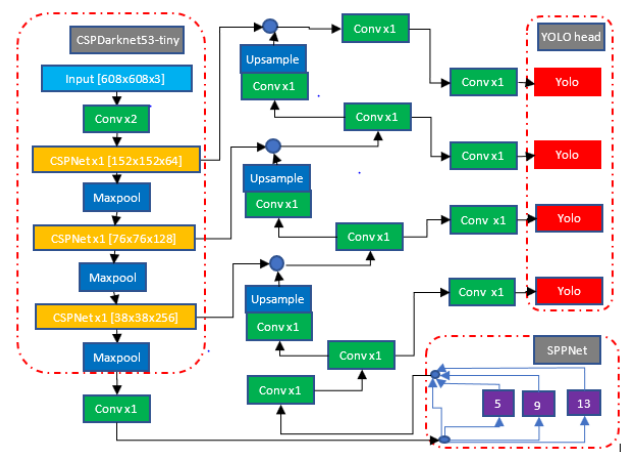 CSPDarknet53-tiny
Input [608x608x3]
Conv x2
CSPNet x1 [152x152x64]
Maxpool
CSPNet x1 [76x76x128]
Maxpool
CSPNet x1 [38x38x256]
Maxpool
Conv x1
Conv x1
Upsample
Conv x1
Conv x1
Upsample
Conv x1
Conv x1
Upsample
Conv x1
Conv x1
Conv x1
Conv x1
Conv x1
Conv x1
Conv x1
YOLO head
Yolo
Yolo
Yolo
Yolo
SPPNet
5
9
13